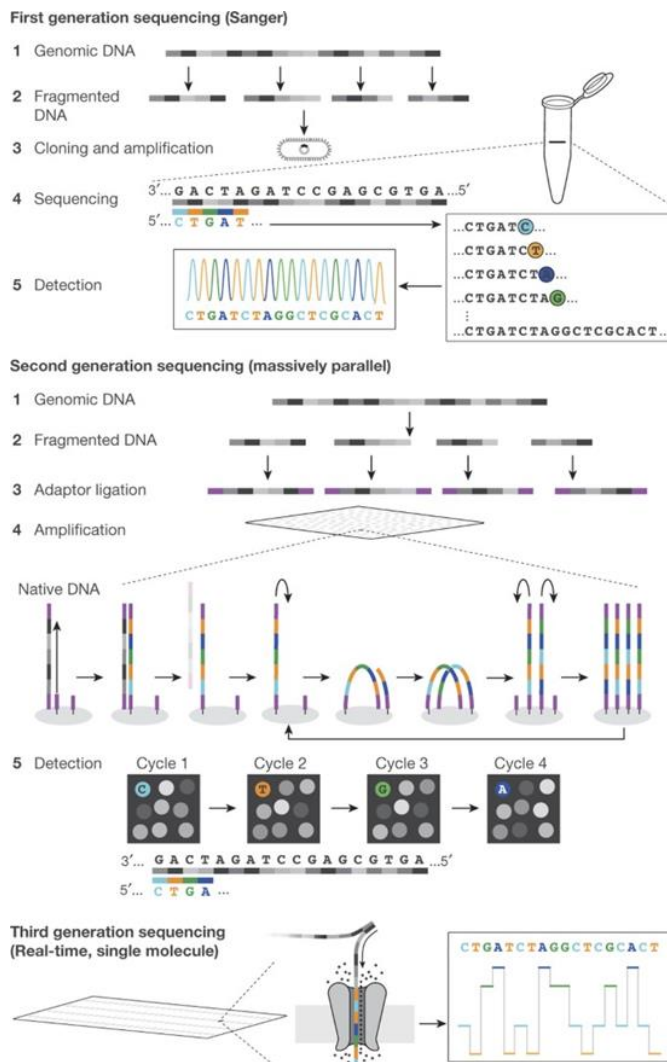 First generation sequencing (Sanger)
1 Genomic DNA
2 Fragmented
DNA
3 Cloning and amplification
4 Sequencing
3′...GACTAGATCCGAGCGTGA...5′
5′...CTGAT...
...CTGATC...
...CTGATCT...
...CTGATCT...
...CTGATCTAG...
...CTGATCTAGGCTCGCACT...
5 Detection
CTGATCTAGGCTCGCACT
Second generation sequencing (massively parallel)
1 Genomic DNA
2 Fragmented DNA
3 Adaptor ligation
4 Amplification
Native DNA
5 Detection
Cycle 1 Cycle 2 Cycle 3 Cycle 4
C T G A
3′... GACTAGATCCGAGCGTGA...5′
5′... CTGA ...
Third generation sequencing
(Real-time, single molecule)
CTGATCTAGGCTCGCACT